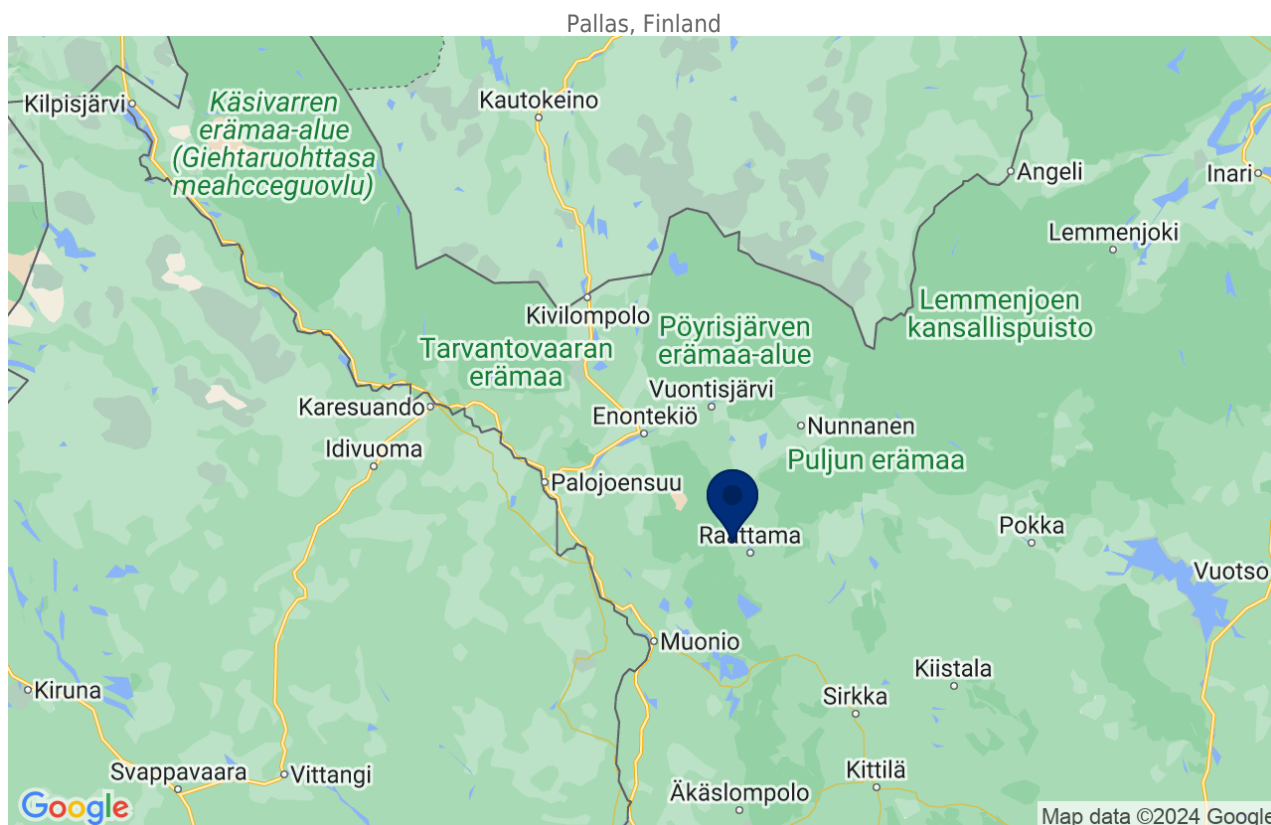 Pallas, Finland
Kilpisjärvi
Käsivarren
erämaa-alue
(Giehtaruohttasa
meahcceguovlu)
Kautokeino
Angeli
Inari
Lemmenjoki
Kivilompolo
Pöyrisjärven
erämaa-alue
Lemmenjoen
kansallispuisto
Tarvantovaaran
erämaa
Vuontisjärvi
Karesuando
Enontekiö
Nunnanen
Idivuoma
Puljun erämaa
Palojoensuu
Raattama
Pokka
Vuotso
Muonio
Kiistala
Kiruna
Sirkka
Svappavaara
Vittangi
Kittilä
Äkäslompolo
Google
Map data ©2024 Google